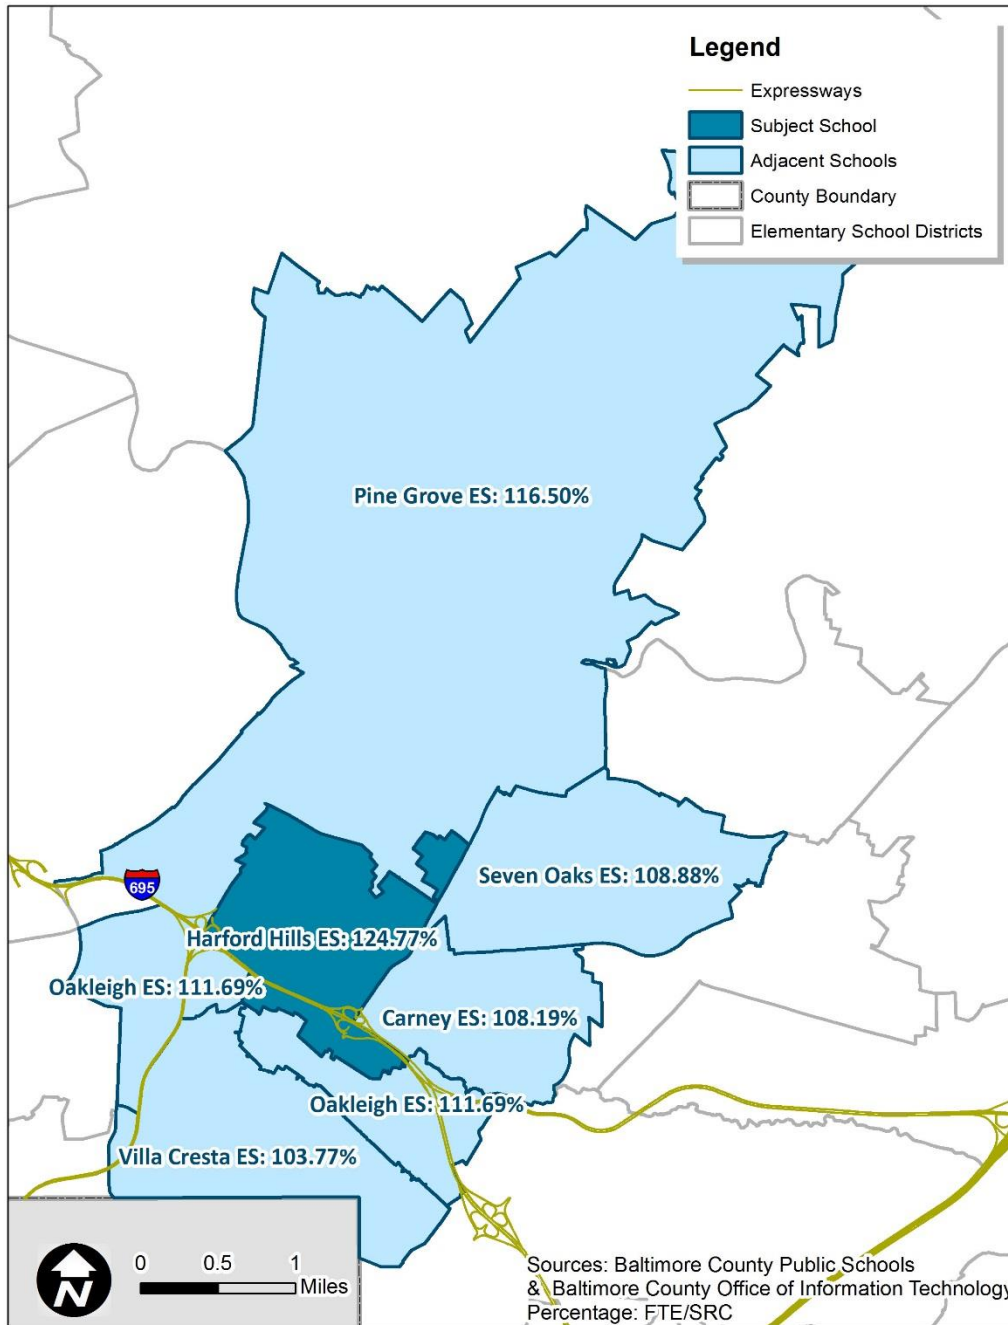 Legend
Expressways
Subject School
Adjacent Schools
County Boundary
Elementary School Districts
Pine Grove ES: 116.50%
Seven Oaks ES: 108.88%
695
Harford Hills ES: 124.77%
Oakleigh ES: 111.69%
Carney ES: 108.19%
Oakleigh ES: 111.69%
Villa Cresta ES: 103.77%
N
0 0.5 1
Miles
Sources: Baltimore County Public Schools
& Baltimore County Office of Information Technology
Percentage: FTE/SRC